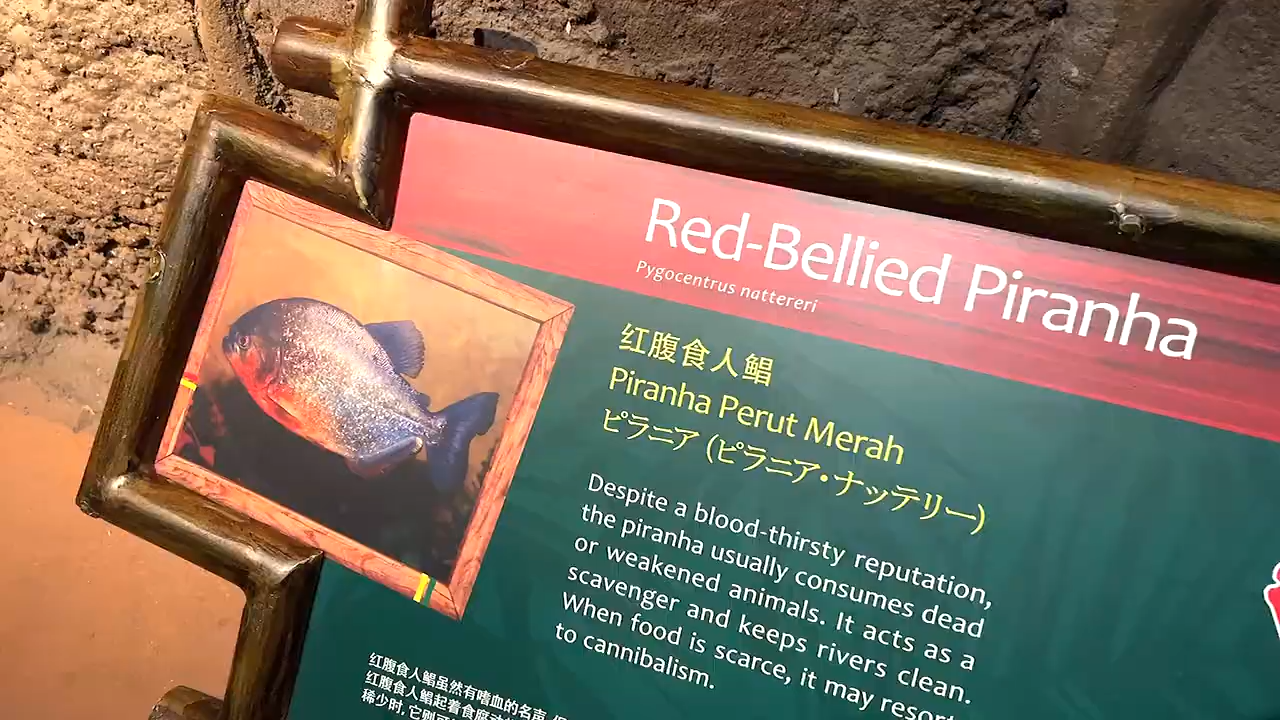 Red-Bellied Piranha
Pygocentrus nattereri
红腹食人鲳
Piranha Perut Merah
ピラニア (ピラニア・ナッテリー)
Despite a blood-thirsty reputation,
the piranha usually consumes dead
or weakened animals. It acts as a
scavenger and keeps rivers clean.
When food is scarce, it may resort
to cannibalism.
红腹食人鲳虽然有嗜血的名声,
红腹食人鲳起着食腐
稀少时,它